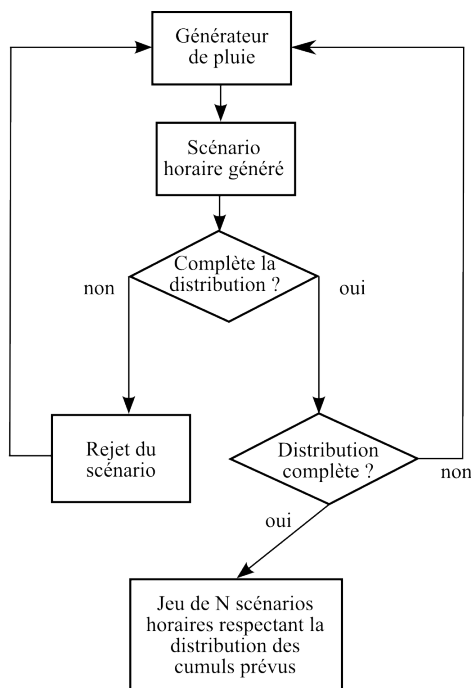 Générateur
de pluie
Scénario
horaire généré
Complète la
distribution ?
non
oui
Rejet du
scénario
Distribution
complète ?
non
oui
Jeu de N scénarios
horaires respectant la
distribution des
cumuls prévus